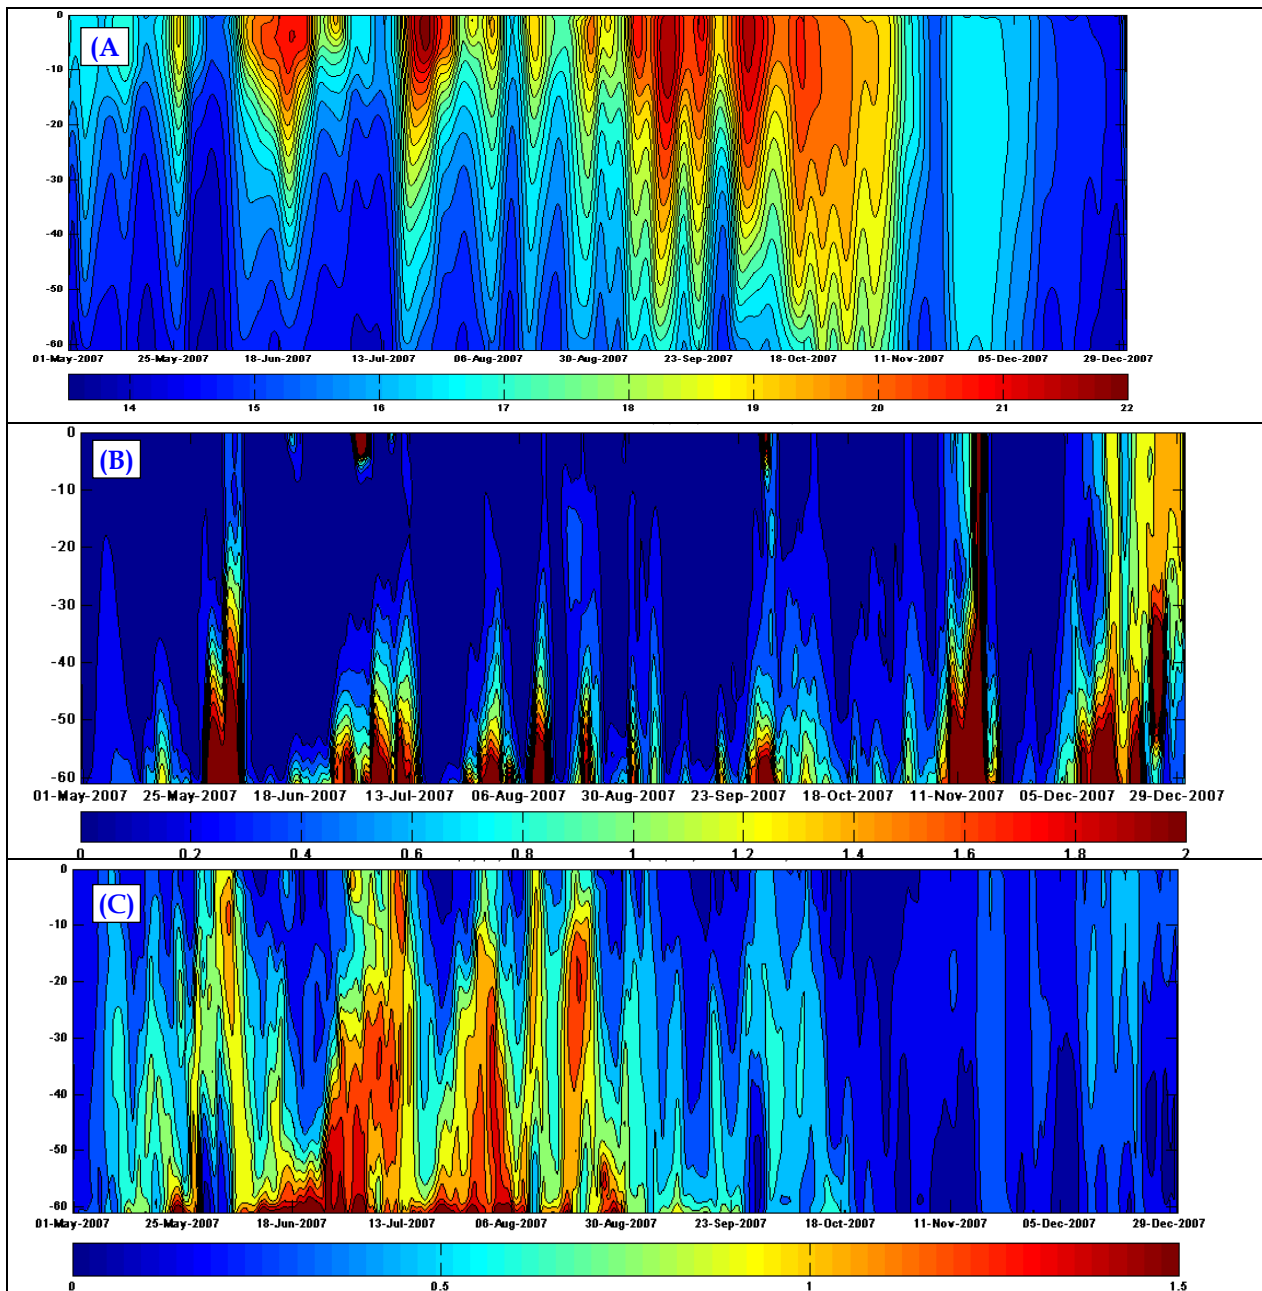 0
(A
-10
-20
-30
-40
-50
-60
01-May-2007 25-May-2007 18-Jun-2007 13-Jul-2007 06-Aug-2007 30-Aug-2007 23-Sep-2007 18-Oct-2007 11-Nov-2007 05-Dec-2007 29-Dec-2007
14 15 16 17 18 19 20 21 22
0
(B)
-10
-20
-30
-40
-50
-60
01-May-2007 25-May-2007 18-Jun-2007 13-Jul-2007 06-Aug-2007 30-Aug-2007 23-Sep-2007 18-Oct-2007 11-Nov-2007 05-Dec-2007 29-Dec-2007
0 0.2 0.4 0.6 0.8 1 1.2 1.4 1.6 1.8 2
0
(C)
-10
-20
-30
-40
-50
-60
01-May-2007 25-May-2007 18-Jun-2007 13-Jul-2007 06-Aug-2007 30-Aug-2007 23-Sep-2007 18-Oct-2007 11-Nov-2007 05-Dec-2007 29-Dec-2007
0 0.5 1 1.5